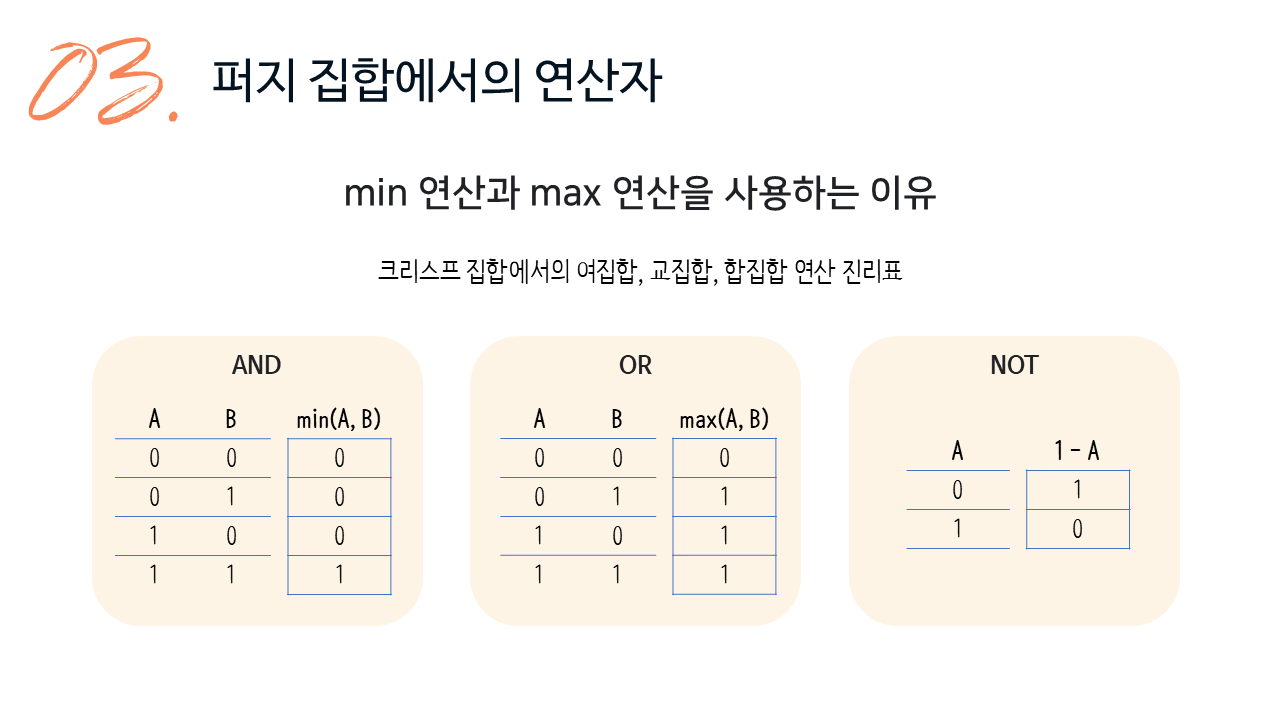 03. 퍼지 집합에서의 연산자
min 연산과 max 연산을 사용하는 이유
크리스프 집합에서의 여집합, 교집합, 합집합 연산 진리표
AND
A B min(A, B)
0 0 0
0 1 0
1 0 0
1 1 1
OR
A B max(A, B)
0 0 0
0 1 1
1 0 1
1 1 1
NOT
A 1 - A
0 1
1 0